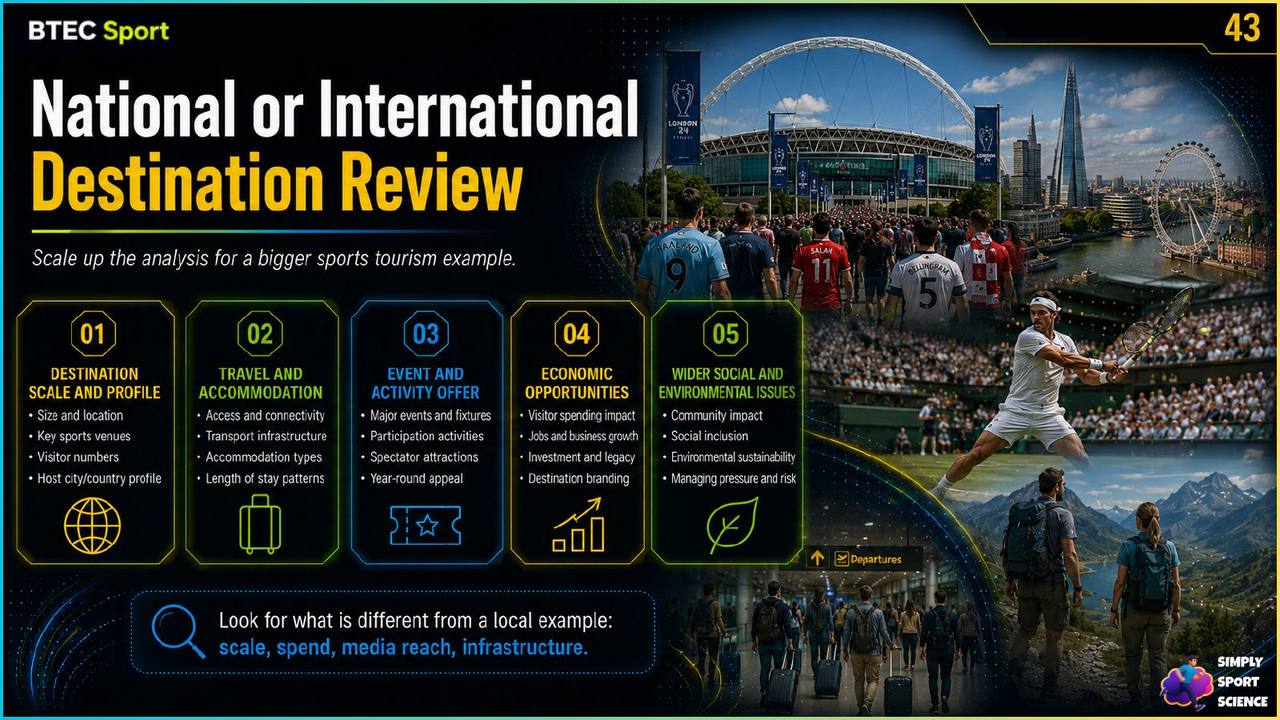 BTEC Sport
43
National or International
Destination Review
Scale up the analysis for a bigger sports tourism example.
01
DESTINATION
SCALE AND PROFILE
• Size and location
• Key sports venues
• Visitor numbers
• Host city/country profile
02
TRAVEL AND
ACCOMMODATION
• Access and connectivity
• Transport infrastructure
• Accommodation types
• Length of stay patterns
03
EVENT AND
ACTIVITY OFFER
• Major events and fixtures
• Participation activities
• Spectator attractions
• Year-round appeal
04
ECONOMIC
OPPORTUNITIES
• Visitor spending impact
• Jobs and business growth
• Investment and legacy
• Destination branding
05
WIDER SOCIAL AND
ENVIRONMENTAL ISSUES
• Community impact
• Social inclusion
• Environmental sustainability
• Managing pressure and risk
Look for what is different from a local example:
scale, spend, media reach, infrastructure.
LONDON
24
LONDON
24
HAALAND
9
SALAH
11
BELLINGHAM
5
Departures
SIMPLY
SPORT
SCIENCE